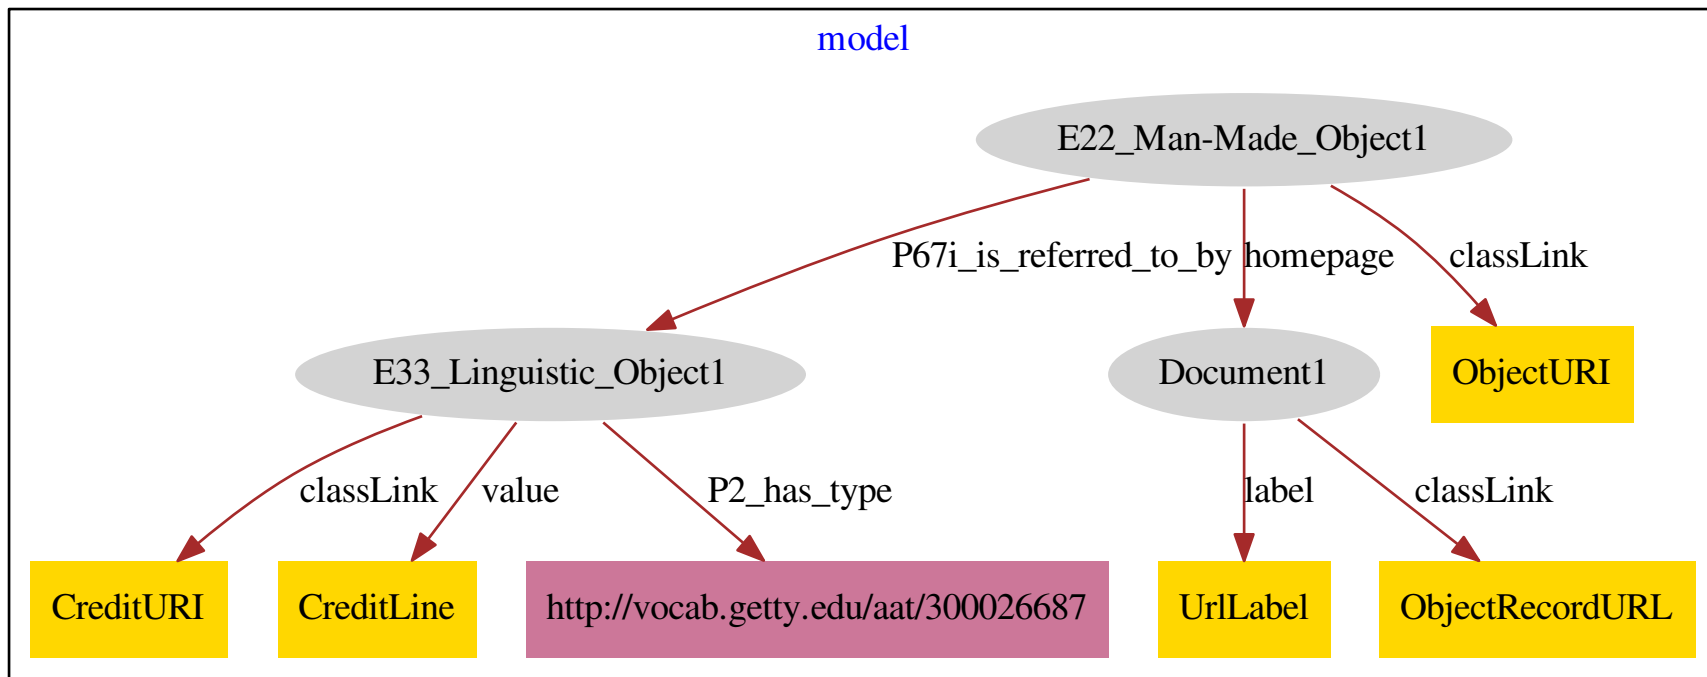 model
E22_Man-Made_Object1
P67i_is_referred_to_by homepage classLink
E33_Linguistic_Object1 Document1 ObjectURI
classLink value P2_has_type label classLink
CreditURI CreditLine http://vocab.getty.edu/aat/300026687 UrlLabel ObjectRecordURL